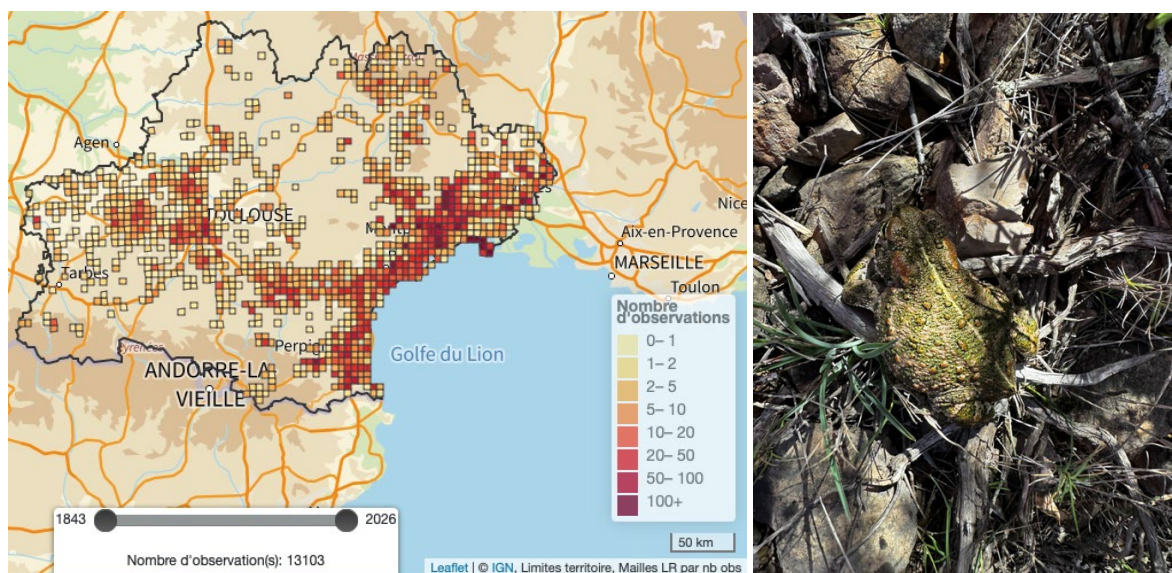 Agen
TOULOUSE
Nice
Aix-en-Provence
MARSEILLE
Tarbes
Toulon
Nombre
d'observations
0– 1
Golfe du Lion
1– 2
ANDORRE-LA
VIEILLE
2– 5
5– 10
10– 20
20– 50
50– 100
100+
1843
2026
50 km
Nombre d'observation(s): 13103
Leaflet | © IGN, Limites territoire, Mailles LR par nb obs